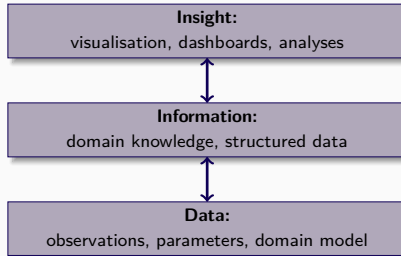 Insight:
visualisation, dashboards, analyses
Information:
domain knowledge, structured data
Data:
observations, parameters, domain model